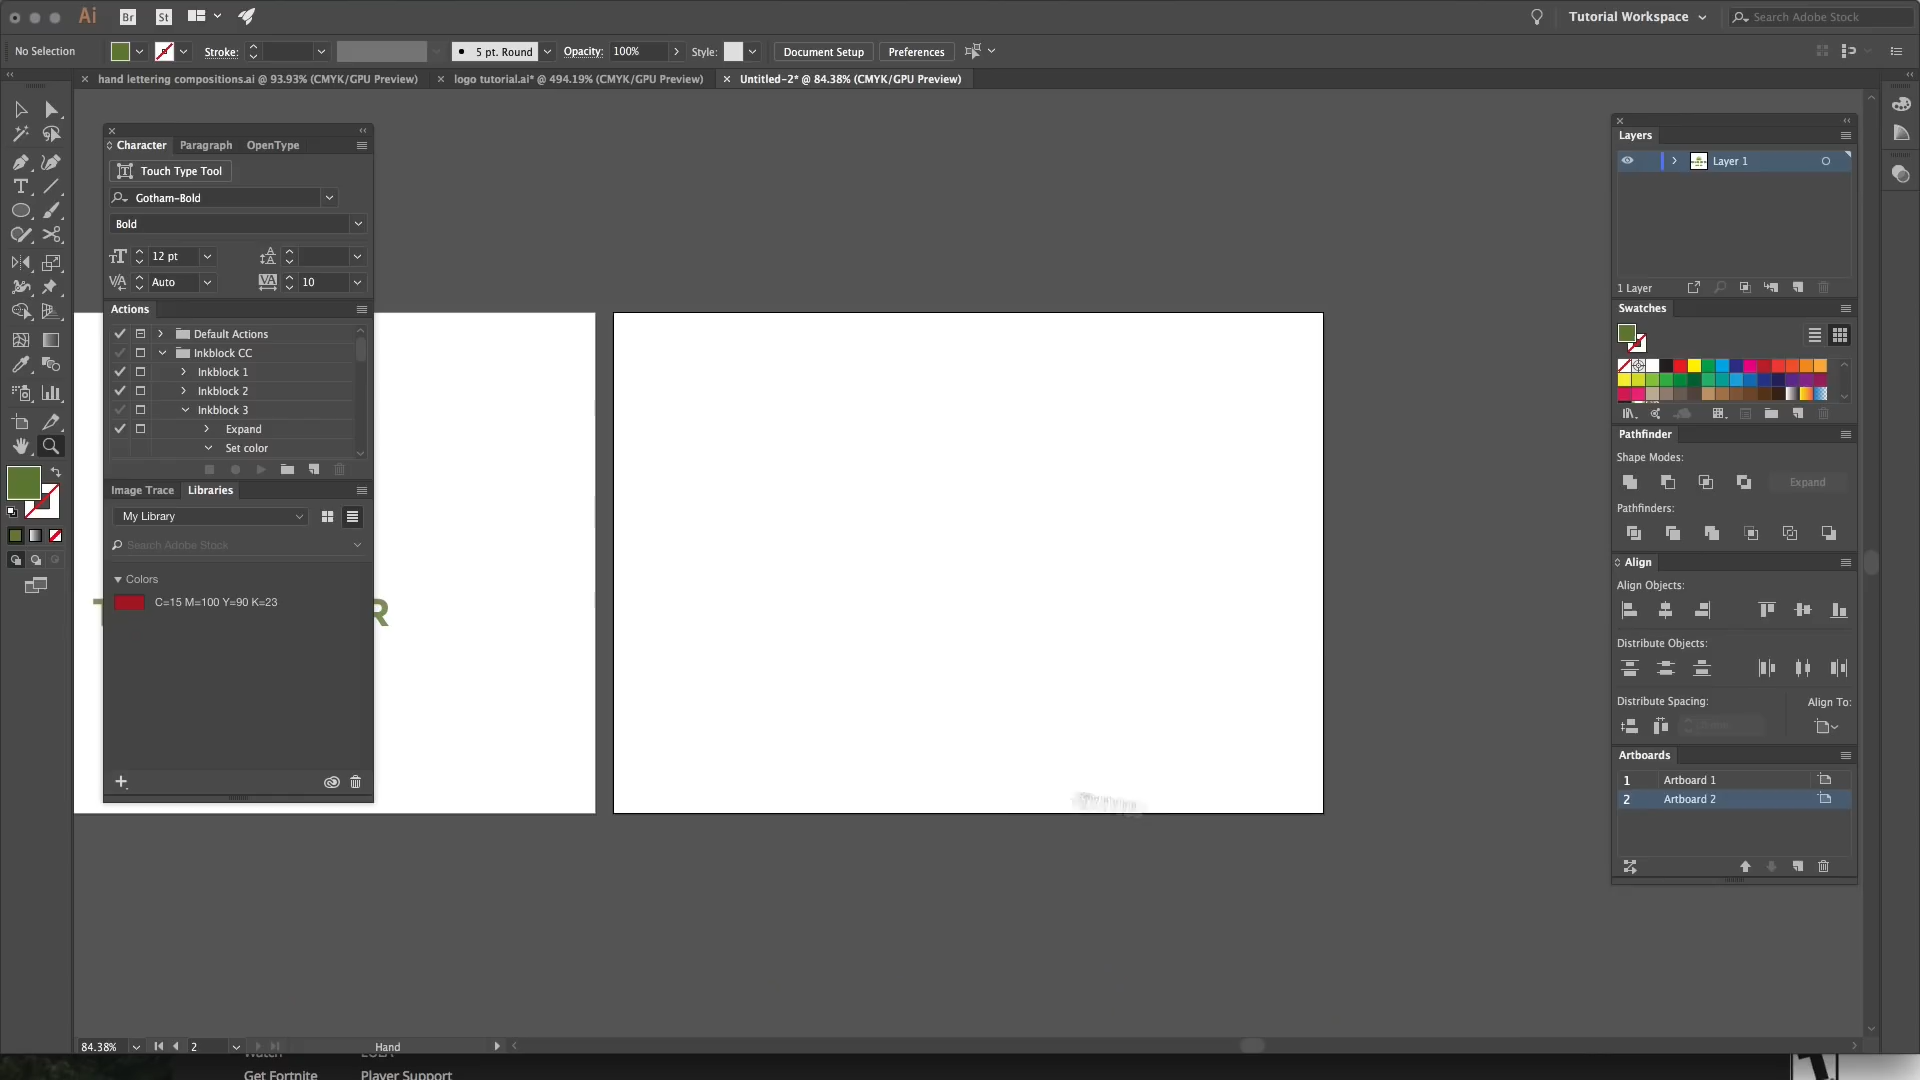 Ai Br St Tutorial Workspace Search Adobe Stock
No Selection Stroke: 5 pt. Round Opacity: 100% Style: Document Setup Preferences
hand lettering compositions.ai @ 93.93% (CMYK/GPU Preview) logo tutorial.ai* @ 494.19% (CMYK/GPU Preview) Untitled-2* @ 84.38% (CMYK/GPU Preview)
Character Paragraph OpenType
Touch Type Tool
Gotham-Bold
Bold
12 pt
Auto 10
Actions
Default Actions
Inkblock CC
Inkblock 1
Inkblock 2
Inkblock 3
Expand
Set color
Image Trace Libraries
My Library
Search Adobe Stock
Colors
C=15 M=100 Y=90 K=23
R
Layers
Layer 1
1 Layer
Swatches
Pathfinder
Shape Modes:
Expand
Pathfinders:
Align
Align Objects:
Distribute Objects:
Distribute Spacing: Align To:
Artboards
1 Artboard 1
2 Artboard 2
84.38% 2 Hand
Get Fortnite Player Support